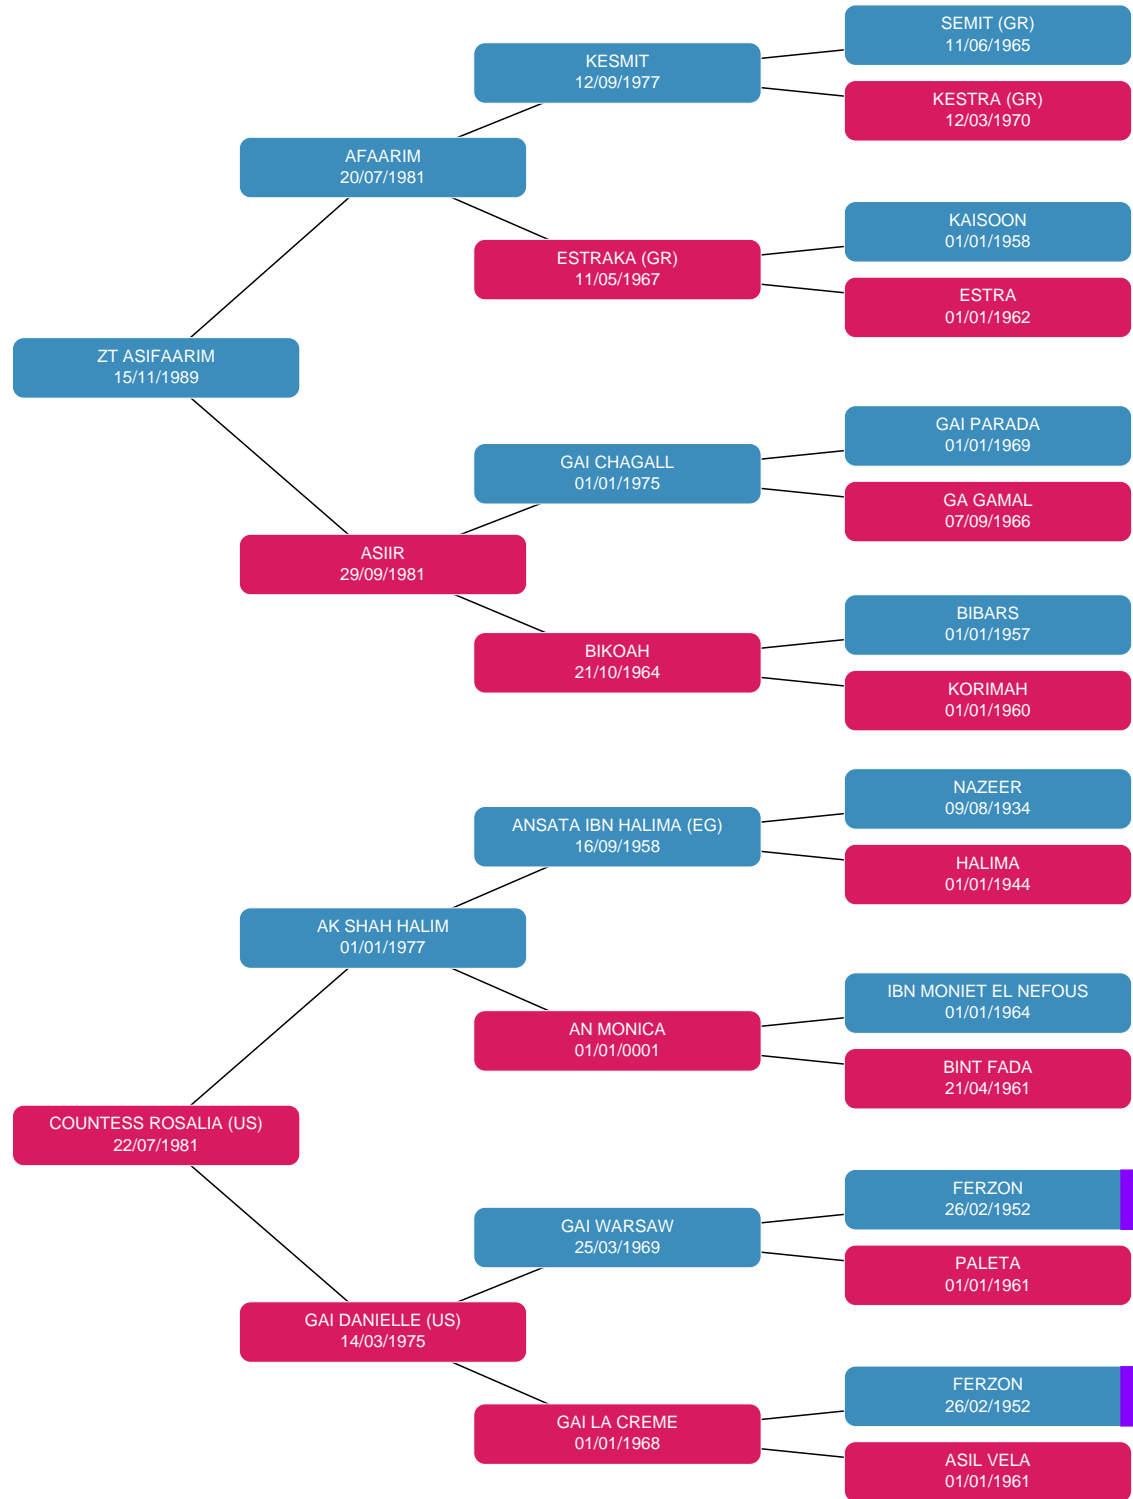 SEMIT (GR)
11/06/1965
KESMIT
12/09/1977
KESTRA (GR)
12/03/1970
AFAARIM
20/07/1981
KAISOON
01/01/1958
ESTRAKA (GR)
11/05/1967
ESTRA
01/01/1962
ZT ASIFAARIM
15/11/1989
GAI PARADA
01/01/1969
GAI CHAGALL
01/01/1975
GA GAMAL
07/09/1966
ASIIR
29/09/1981
BIBARS
01/01/1957
BIKOAH
21/10/1964
KORIMAH
01/01/1960
NAZEER
09/08/1934
ANSATA IBN HALIMA (EG)
16/09/1958
HALIMA
01/01/1944
AK SHAH HALIM
01/01/1977
IBN MONIET EL NEFOUS
01/01/1964
AN MONICA
01/01/0001
BINT FADA
21/04/1961
COUNTESS ROSALIA (US)
22/07/1981
FERZON
26/02/1952
GAI WARSAW
25/03/1969
PALETA
01/01/1961
GAI DANIELLE (US)
14/03/1975
FERZON
26/02/1952
GAI LA CREME
01/01/1968
ASIL VELA
01/01/1961